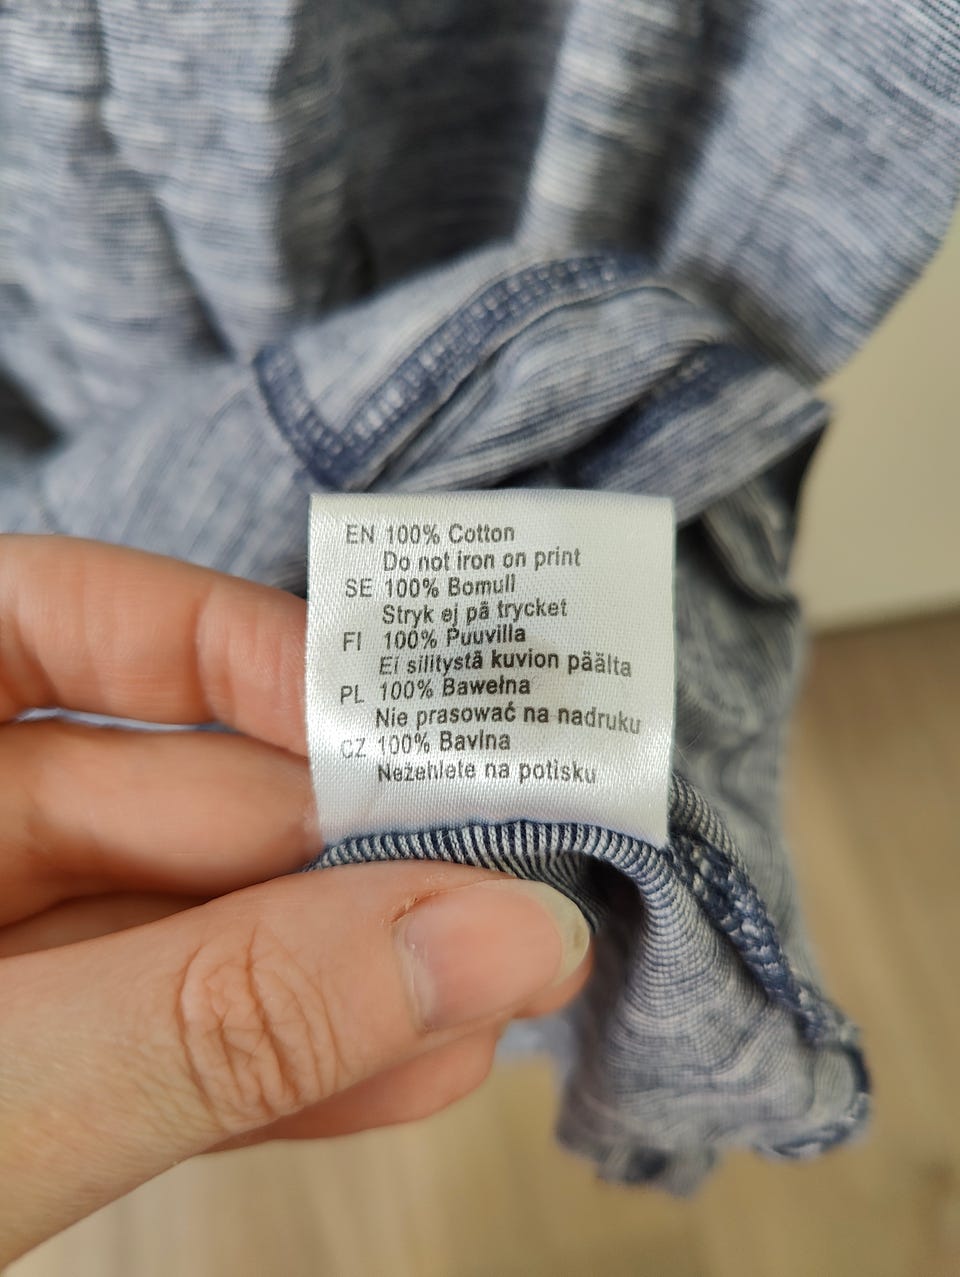 EN 100% Cotton
Do not iron on print
SE 100% Bomull
Stryk ej på trycket
FI 100% Puuvilla
Ei silitystä kuvion päältä
PL 100% Bawełna
Nie prasować na nadruku
CZ 100% Bavlna
Nežehlete na potisku